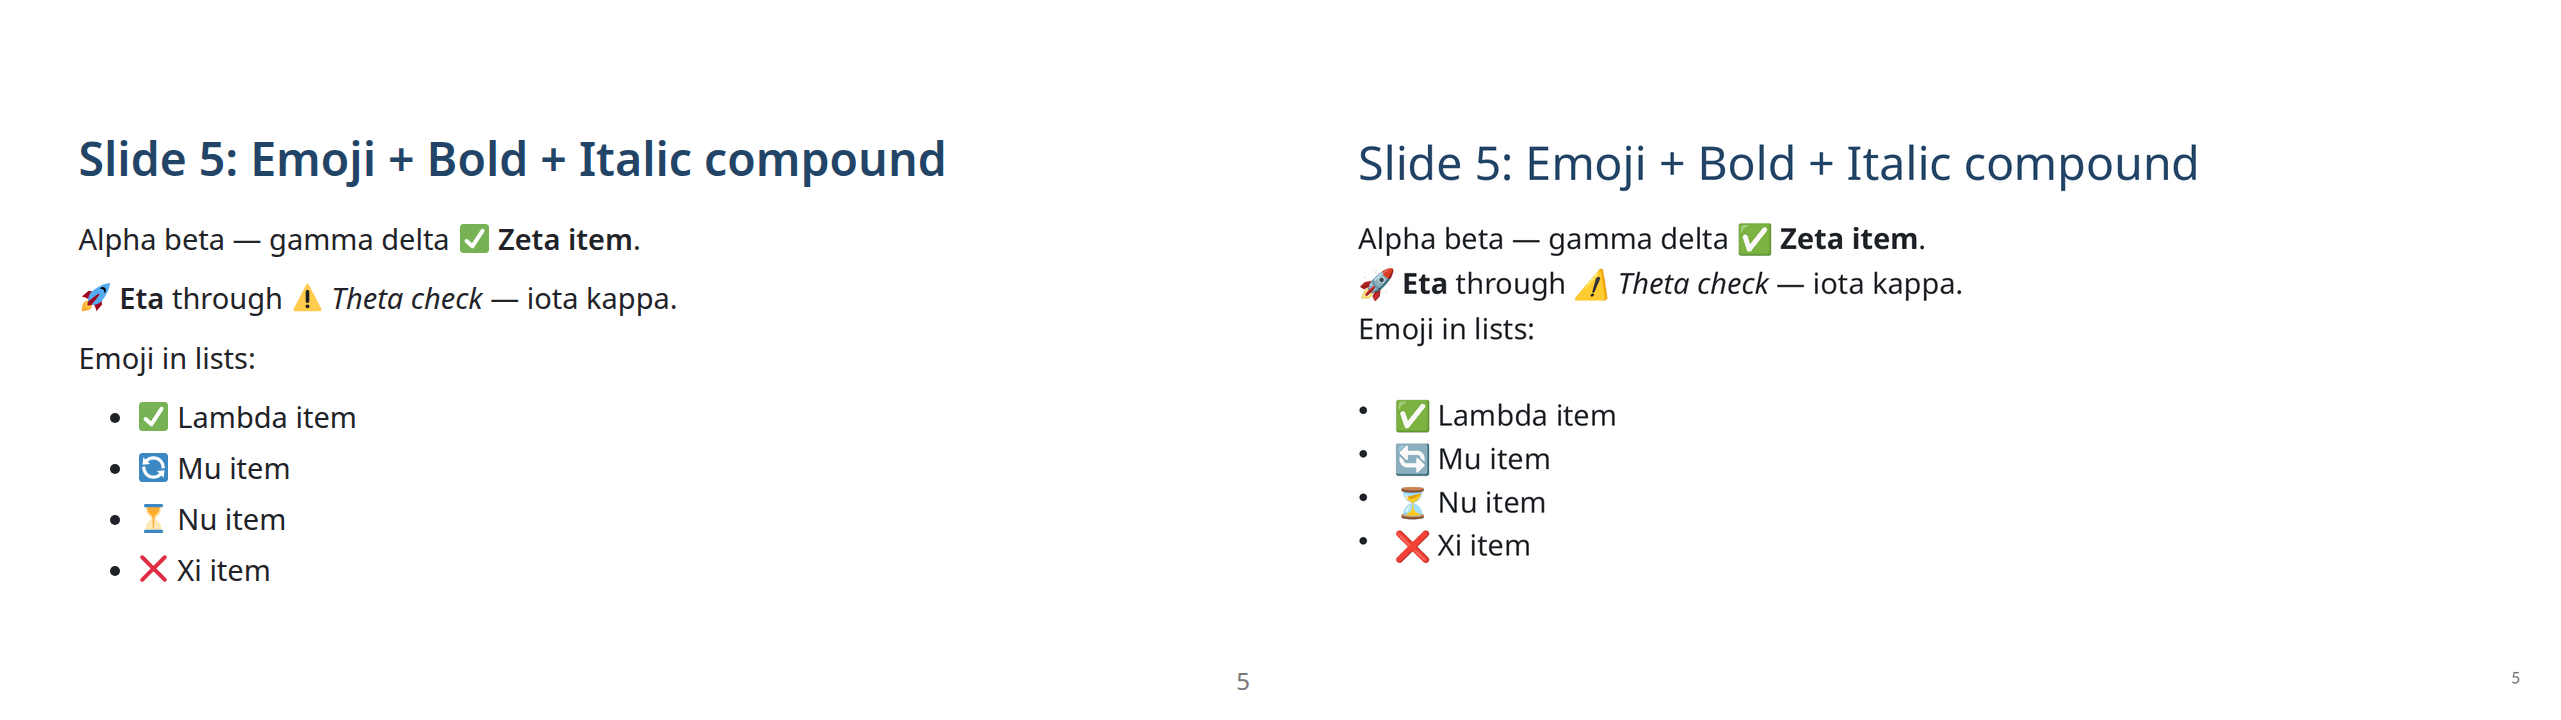 Slide 5: Emoji + Bold + Italic compound
Alpha beta — gamma delta ✅ Zeta item.
🚀 Eta through ⚠️ Theta check — iota kappa.
Emoji in lists:
• ✅ Lambda item
• 🔄 Mu item
• ⏳ Nu item
• ❌ Xi item
5
Slide 5: Emoji + Bold + Italic compound
Alpha beta — gamma delta ✅ Zeta item.
🚀 Eta through ⚠️ Theta check — iota kappa.
Emoji in lists:
• ✅ Lambda item
• 🔄 Mu item
• ⏳ Nu item
• ❌ Xi item
5